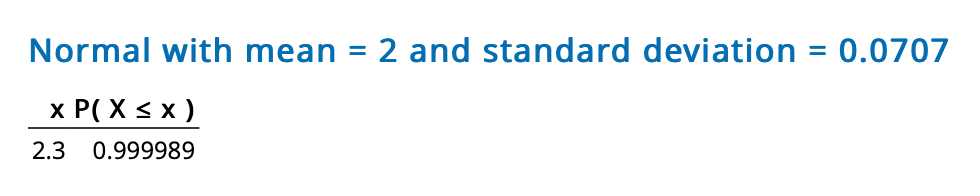 Normal with mean = 2 and standard deviation = 0.0707
x P( X ≤ x )
2.3 0.999989